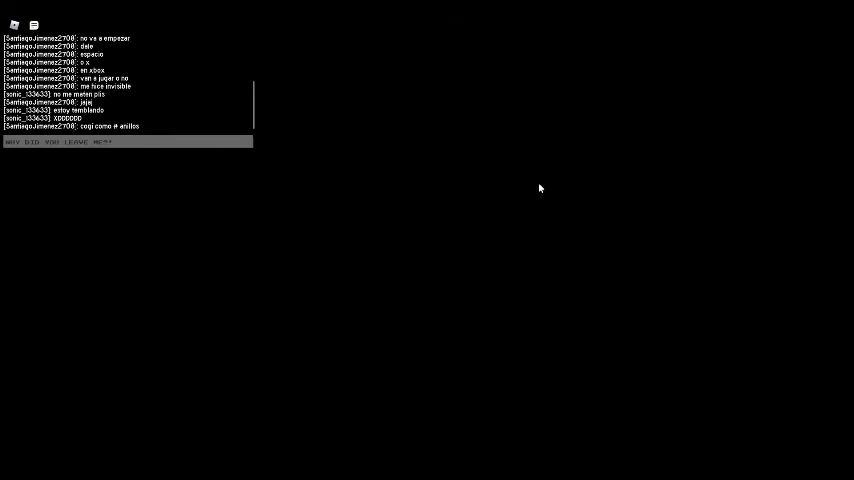 [SantiagoJimenez2708]: no va a empezar
[SantiagoJimenez2708]: dale
[SantiagoJimenez2708]: espacio
[SantiagoJimenez2708]: o x
[SantiagoJimenez2708]: en xbox
[SantiagoJimenez2708]: van a jugar o no
[SantiagoJimenez2708]: me hice invisible
[sonic_133633]: no me maten plis
[SantiagoJimenez2708]: jajaj
[sonic_133633]: estoy temblando
[sonic_133633]: XDDDDDD
[SantiagoJimenez2708]: cogi como # anillos
WHY DID YOU LEAVE ME?*